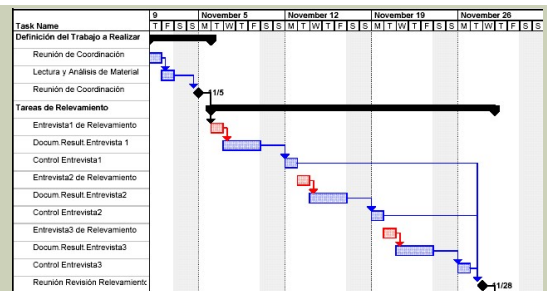 9 November 5 November 12 November 19 November 26
Task Name T F S S M T W T F S S M T W T F S S M T W T F S S M T W T F S S
Definición del Trabajo a Realizar
Reunión de Coordinación
Lectura y Análisis de Material
Reunión de Coordinación 11/5
Tareas de Relevamiento
Entrevista1 de Relevamiento
Docum.Result.Entrevista 1
Control Entrevista1
Entrevista2 de Relevamiento
Docum.Result.Entrevista2
Control Entrevista2
Entrevista3 de Relevamiento
Docum.Result.Entrevista3
Control Entrevista3
Reunión Revisión Relevamiento 11/28